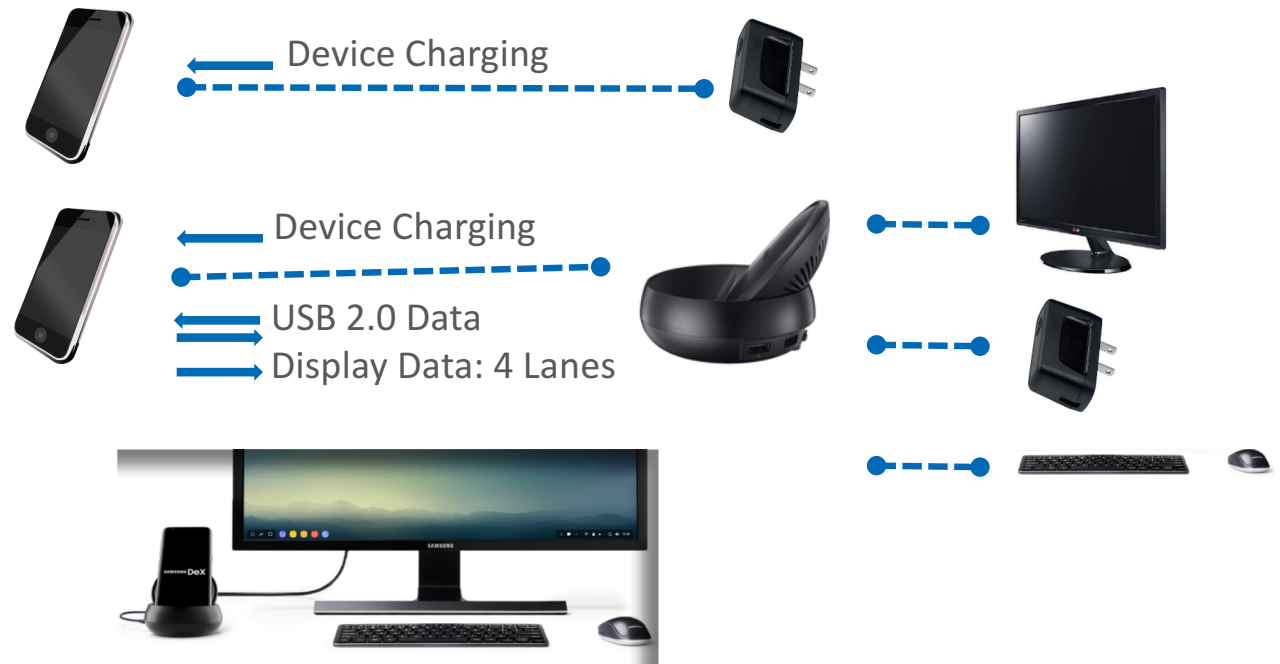 Device Charging
Device Charging
USB 2.0 Data
Display Data: 4 Lanes
SAMSUNG DeX
SAMSUNG